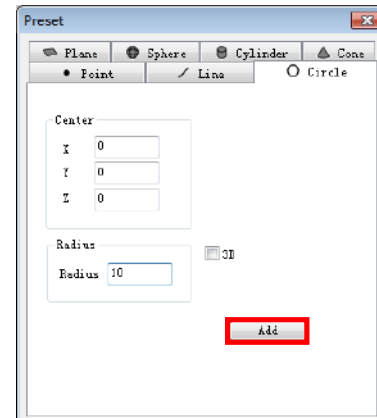 Preset
Plane Sphere Cylinder Cone
Point Line Circle
Center
X 0
Y 0
Z 0
Radius
Radius 10
3D
Add